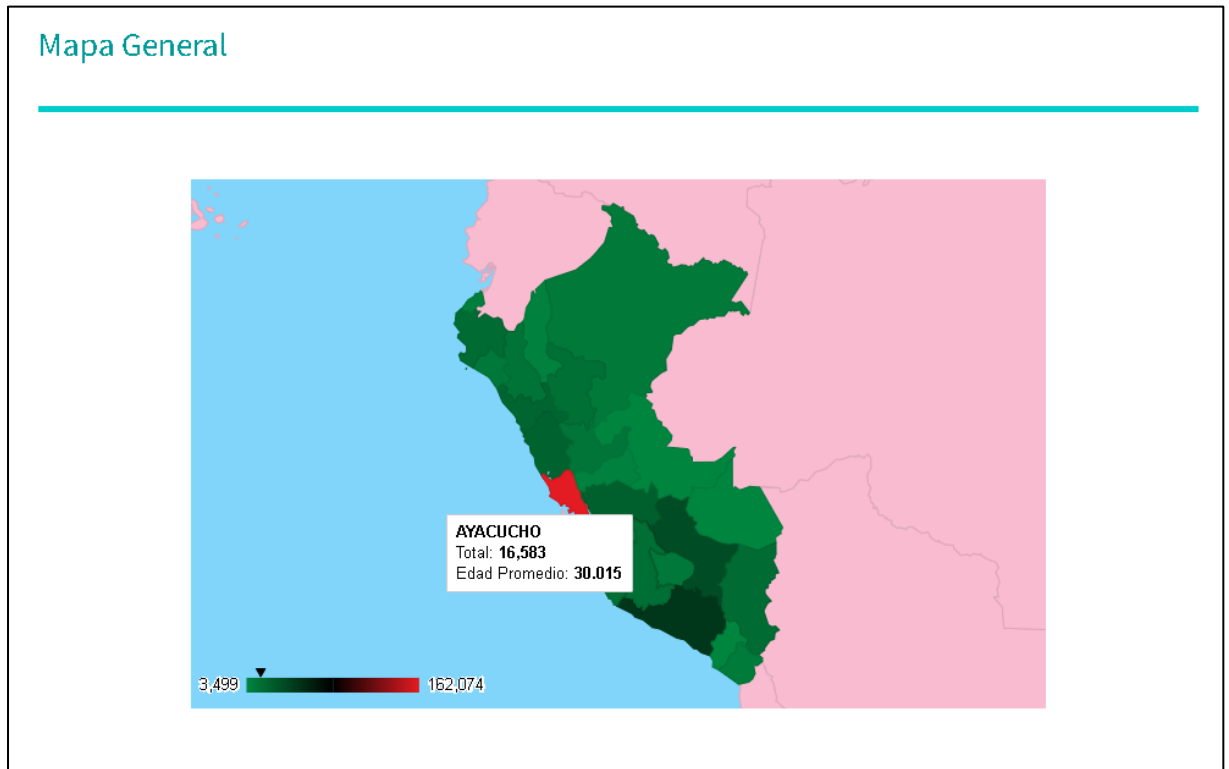 Mapa General
AYACUCHO
Total: 16,583
Edad Promedio: 30.015
3,499
162,074